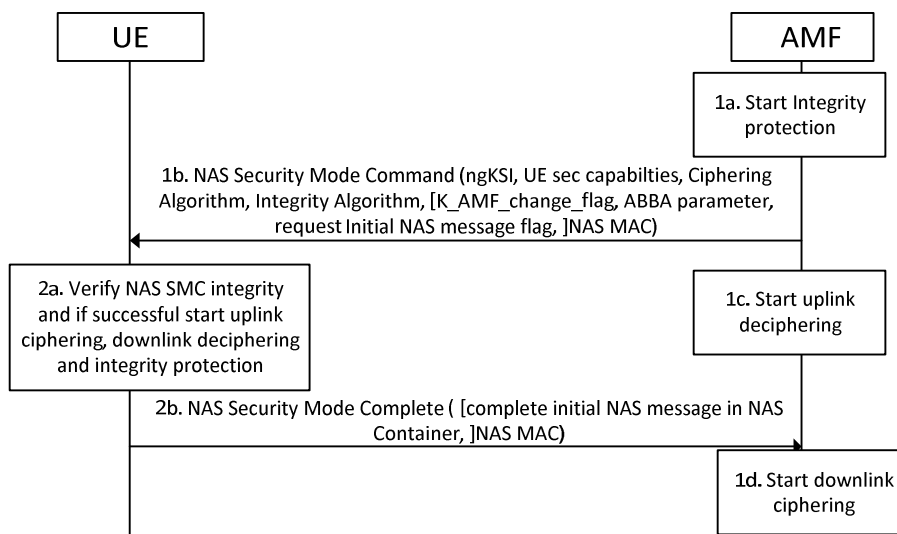 UE
AMF
1a. Start Integrity
protection
1b. NAS Security Mode Command (ngKSI, UE sec capabilties, Ciphering
Algorithm, Integrity Algorithm, [K_AMF_change_flag, ABBA parameter,
request Initial NAS message flag, ]NAS MAC)
2a. Verify NAS SMC integrity
and if successful start uplink
ciphering, downlink deciphering
and integrity protection
1c. Start uplink
deciphering
2b. NAS Security Mode Complete ( [complete initial NAS message in NAS
Container, ]NAS MAC)
1d. Start downlink
ciphering